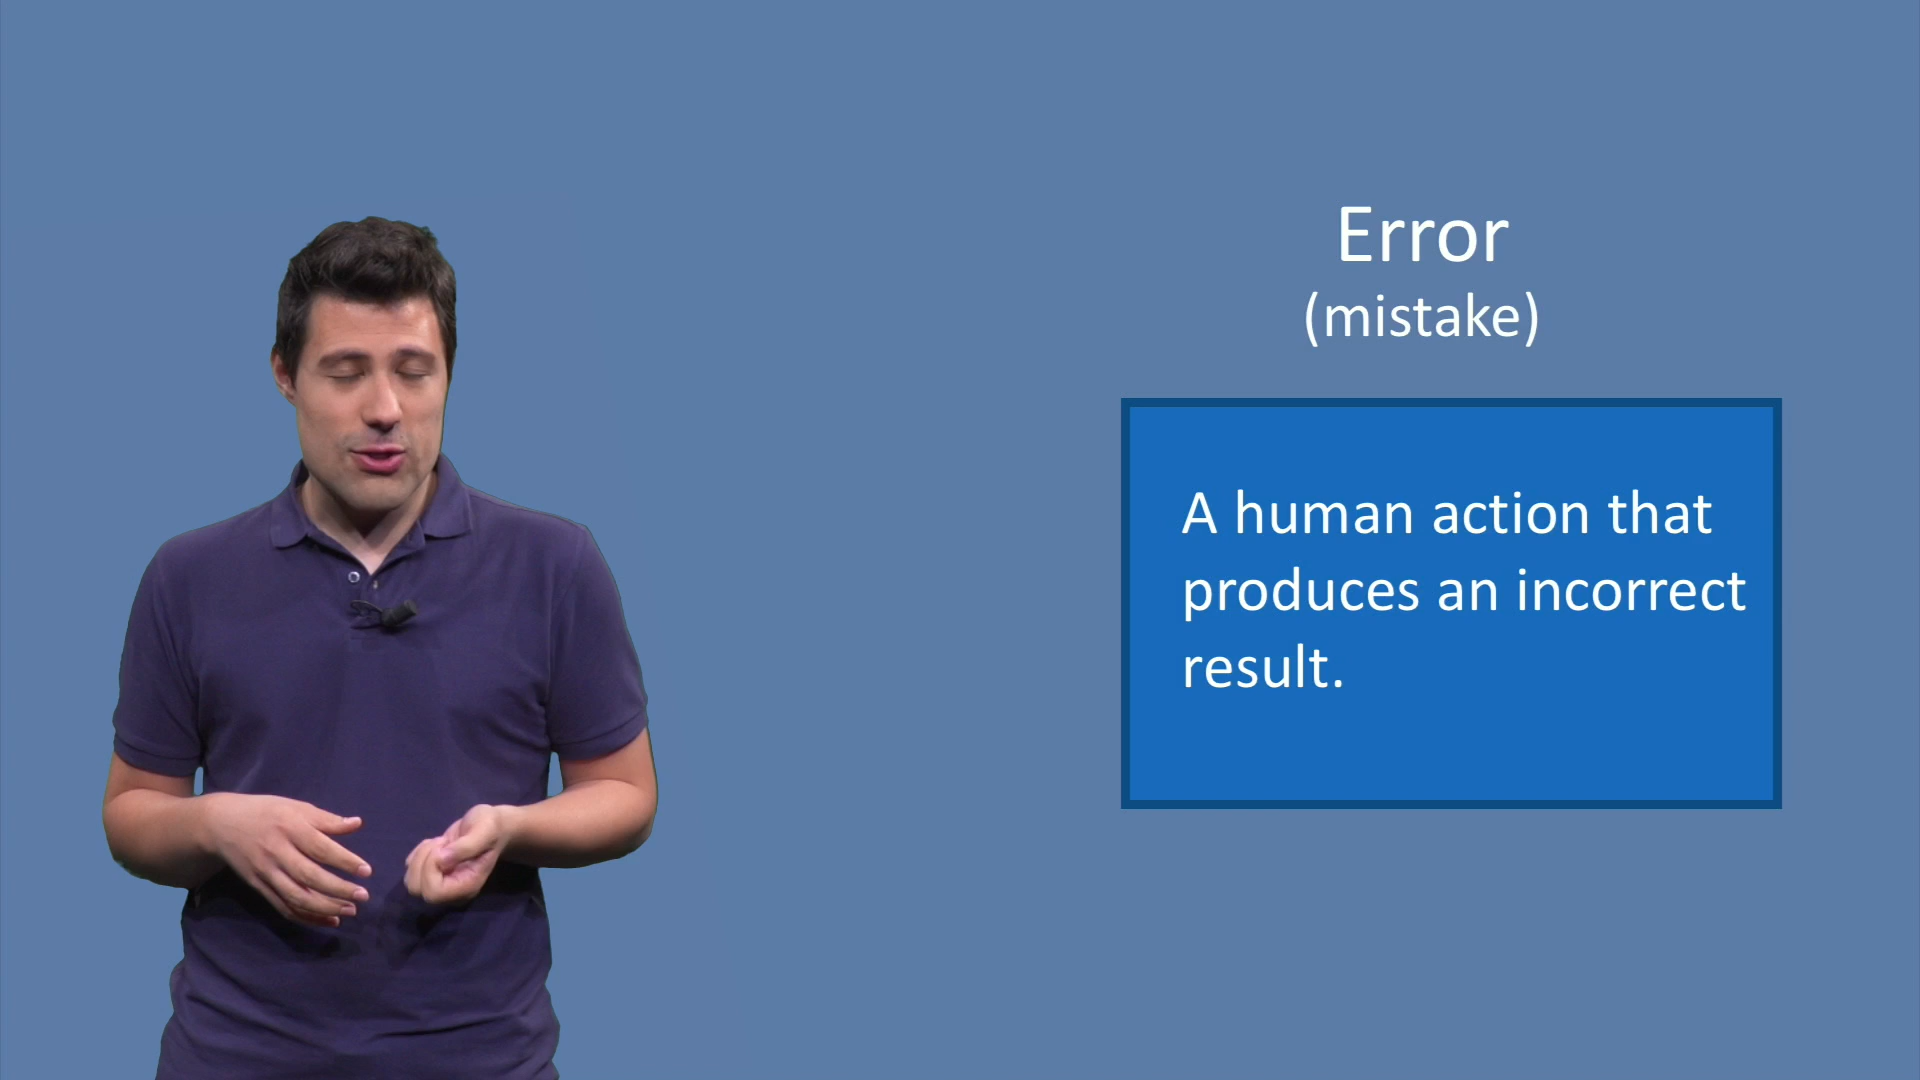 Error
(mistake)
A human action that
produces an incorrect
result.